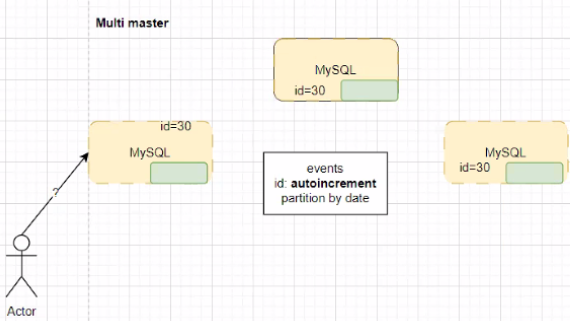 Multi master
MySQL
id=30
id=30
MySQL
events
id: autoincrement
partition by date
MySQL
id=30
?
Actor